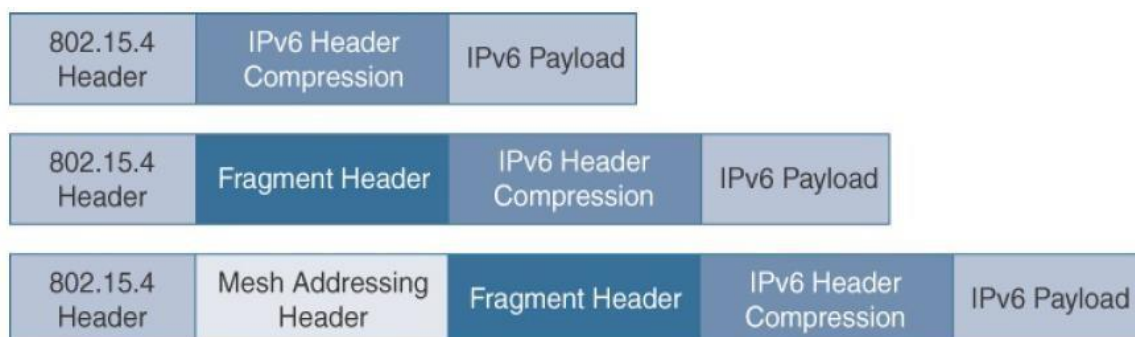 802.15.4 Header
IPv6 Header Compression
IPv6 Payload
802.15.4 Header
Fragment Header
IPv6 Header Compression
IPv6 Payload
802.15.4 Header
Mesh Addressing Header
Fragment Header
IPv6 Header Compression
IPv6 Payload